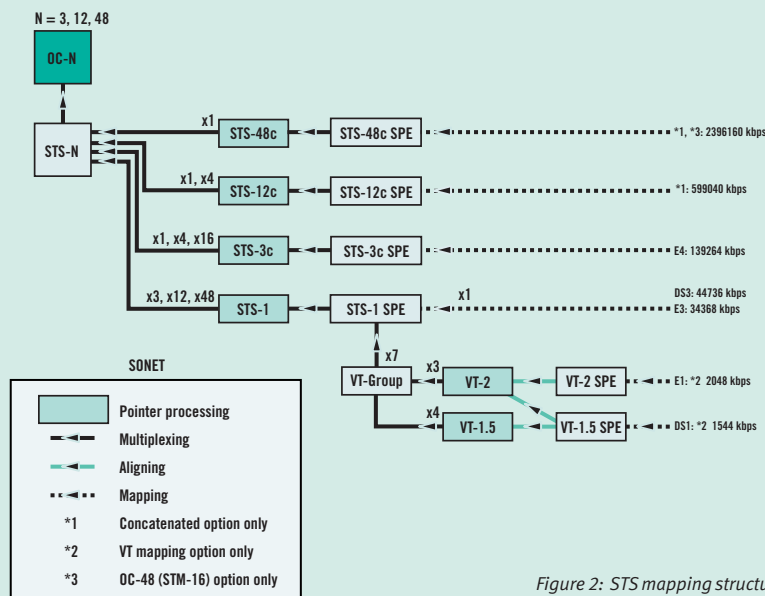 N = 3, 12, 48
OC-N
STS-N
x1
STS-48c
STS-48c SPE
*1, *3: 2396160 kbps
x1, x4
STS-12c
STS-12c SPE
*1: 599040 kbps
x1, x4, x16
STS-3c
STS-3c SPE
E4: 139264 kbps
x3, x12, x48
STS-1
STS-1 SPE
x1
DS3: 44736 kbps
E3: 34368 kbps
x7
VT-Group
x3
VT-2
VT-2 SPE
E1: *2 2048 kbps
x4
VT-1.5
VT-1.5 SPE
DS1: *2 1544 kbps
SONET
Pointer processing
Multiplexing
Aligning
Mapping
*1 Concatenated option only
*2 VT mapping option only
*3 OC-48 (STM-16) option only
Figure 2: STS mapping structu